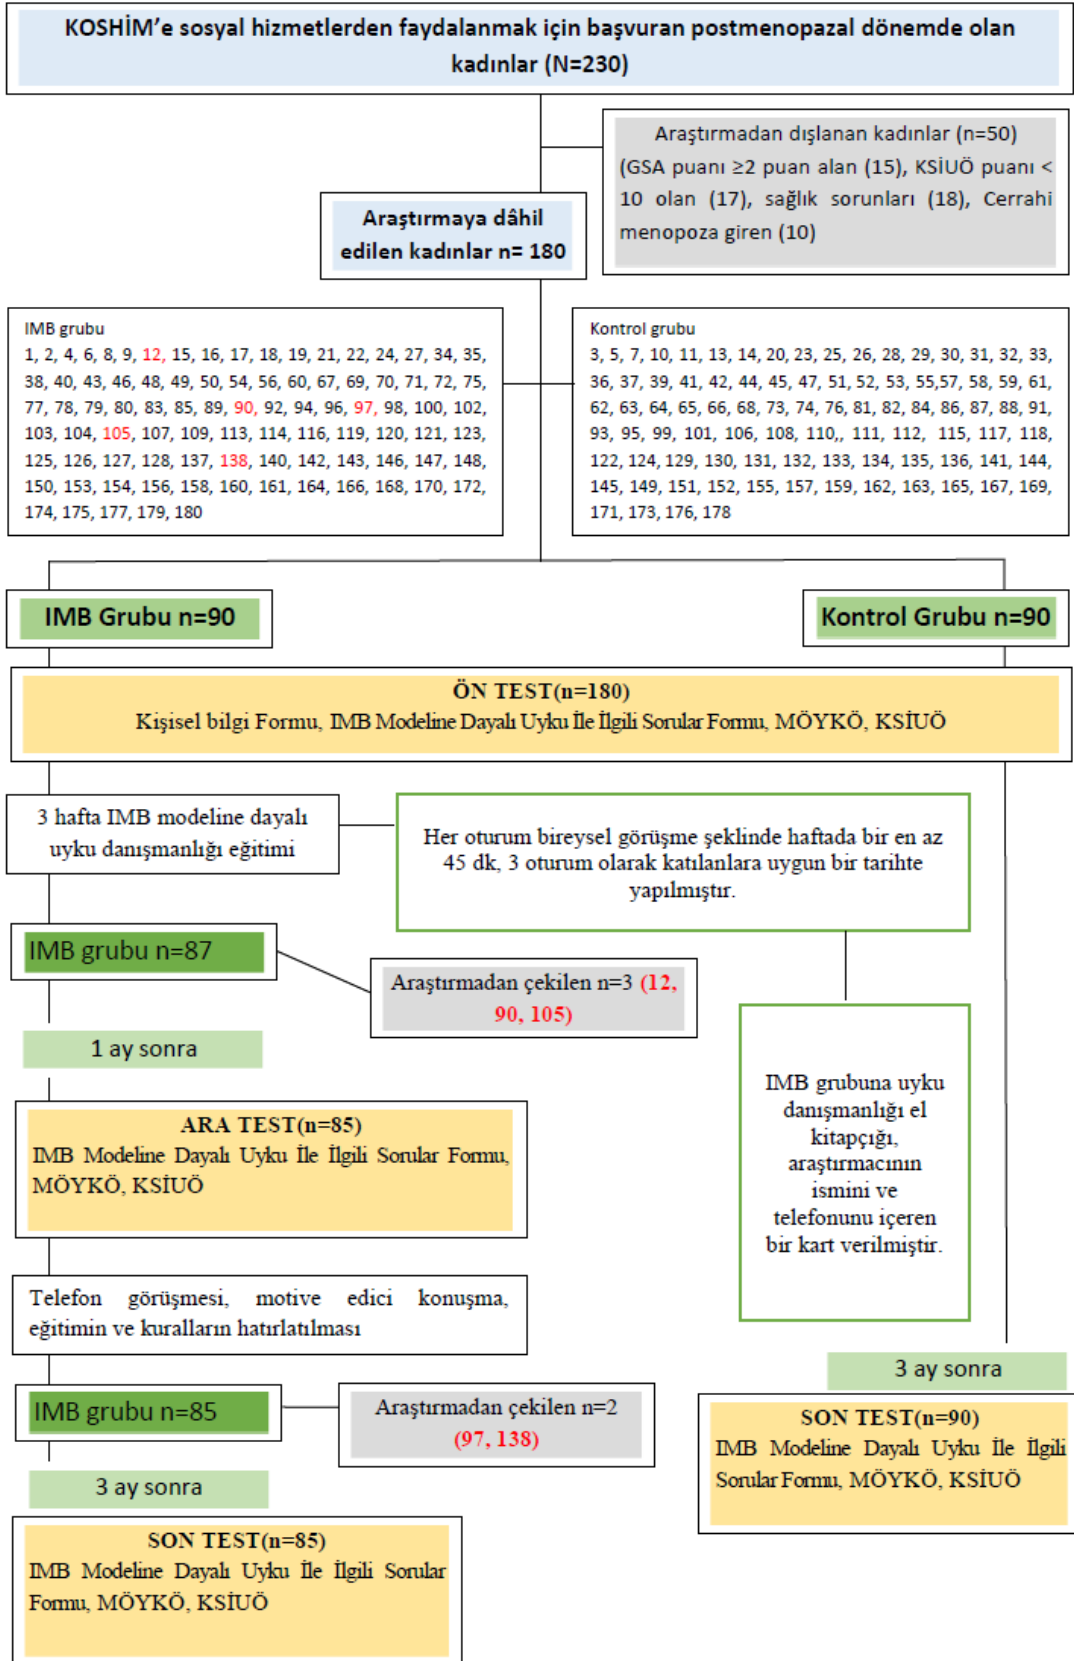 KOSHİM'e sosyal hizmetlerden faydalanmak için başvuran postmenopazal dönemde olan
kadınlar (N=230)
Araştırmadan dışlanan kadınlar (n=50)
(GSA puanı ≥2 puan alan (15), KSİUÖ puanı <
10 olan (17), sağlık sorunları (18), Cerrahi
menopoza giren (10)
Araştırmaya dâhil
edilen kadınlar n= 180
IMB grubu
1, 2, 4, 6, 8, 9, 12, 15, 16, 17, 18, 19, 21, 22, 24, 27, 34, 35,
38, 40, 43, 46, 48, 49, 50, 54, 56, 60, 67, 69, 70, 71, 72, 75,
77, 78, 79, 80, 83, 85, 89, 90, 92, 94, 96, 97, 98, 100, 102,
103, 104, 105, 107, 109, 113, 114, 116, 119, 120, 121, 123,
125, 126, 127, 128, 137, 138, 140, 142, 143, 146, 147, 148,
150, 153, 154, 156, 158, 160, 161, 164, 166, 168, 170, 172,
174, 175, 177, 179, 180
Kontrol grubu
3, 5, 7, 10, 11, 13, 14, 20, 23, 25, 26, 28, 29, 30, 31, 32, 33,
36, 37, 39, 41, 42, 44, 45, 47, 51, 52, 53, 55,57, 58, 59, 61,
62, 63, 64, 65, 66, 68, 73, 74, 76, 81, 82, 84, 86, 87, 88, 91,
93, 95, 99, 101, 106, 108, 110,, 111, 112, 115, 117, 118,
122, 124, 129, 130, 131, 132, 133, 134, 135, 136, 141, 144,
145, 149, 151, 152, 155, 157, 159, 162, 163, 165, 167, 169,
171, 173, 176, 178
IMB Grubu n=90
Kontrol Grubu n=90
ÖN TEST(n=180)
Kişisel bilgi Formu, IMB Modeline Dayalı Uyku İle İlgili Sorular Formu, MÖYKÖ, KSİUÖ
3 hafta IMB modeline dayalı
uyku danışmanlığı eğitimi
Her oturum bireysel görüşme şeklinde haftada bir en az
45 dk, 3 oturum olarak katılanlara uygun bir tarihte
yapılmıştır.
IMB grubu n=87
Araştırmadan çekilen n=3 (12,
90, 105)
1 ay sonra
IMB grubuna uyku
danışmanlığı el
kitapçığı,
araştırmacının
ismini ve
telefonunu içeren
bir kart verilmiştir.
ARA TEST(n=85)
IMB Modeline Dayalı Uyku İle İlgili Sorular Formu,
MÖYKÖ, KSİUÖ
Telefon görüşmesi, motive edici konuşma,
eğitimin ve kuralların hatırlatılması
IMB grubu n=85
Araştırmadan çekilen n=2
(97, 138)
3 ay sonra
SON TEST(n=90)
IMB Modeline Dayalı Uyku İle İlgili
Sorular Formu, MÖYKÖ, KSİUÖ
3 ay sonra
SON TEST(n=85)
IMB Modeline Dayalı Uyku İle İlgili Sorular
Formu, MÖYKÖ, KSİUÖ